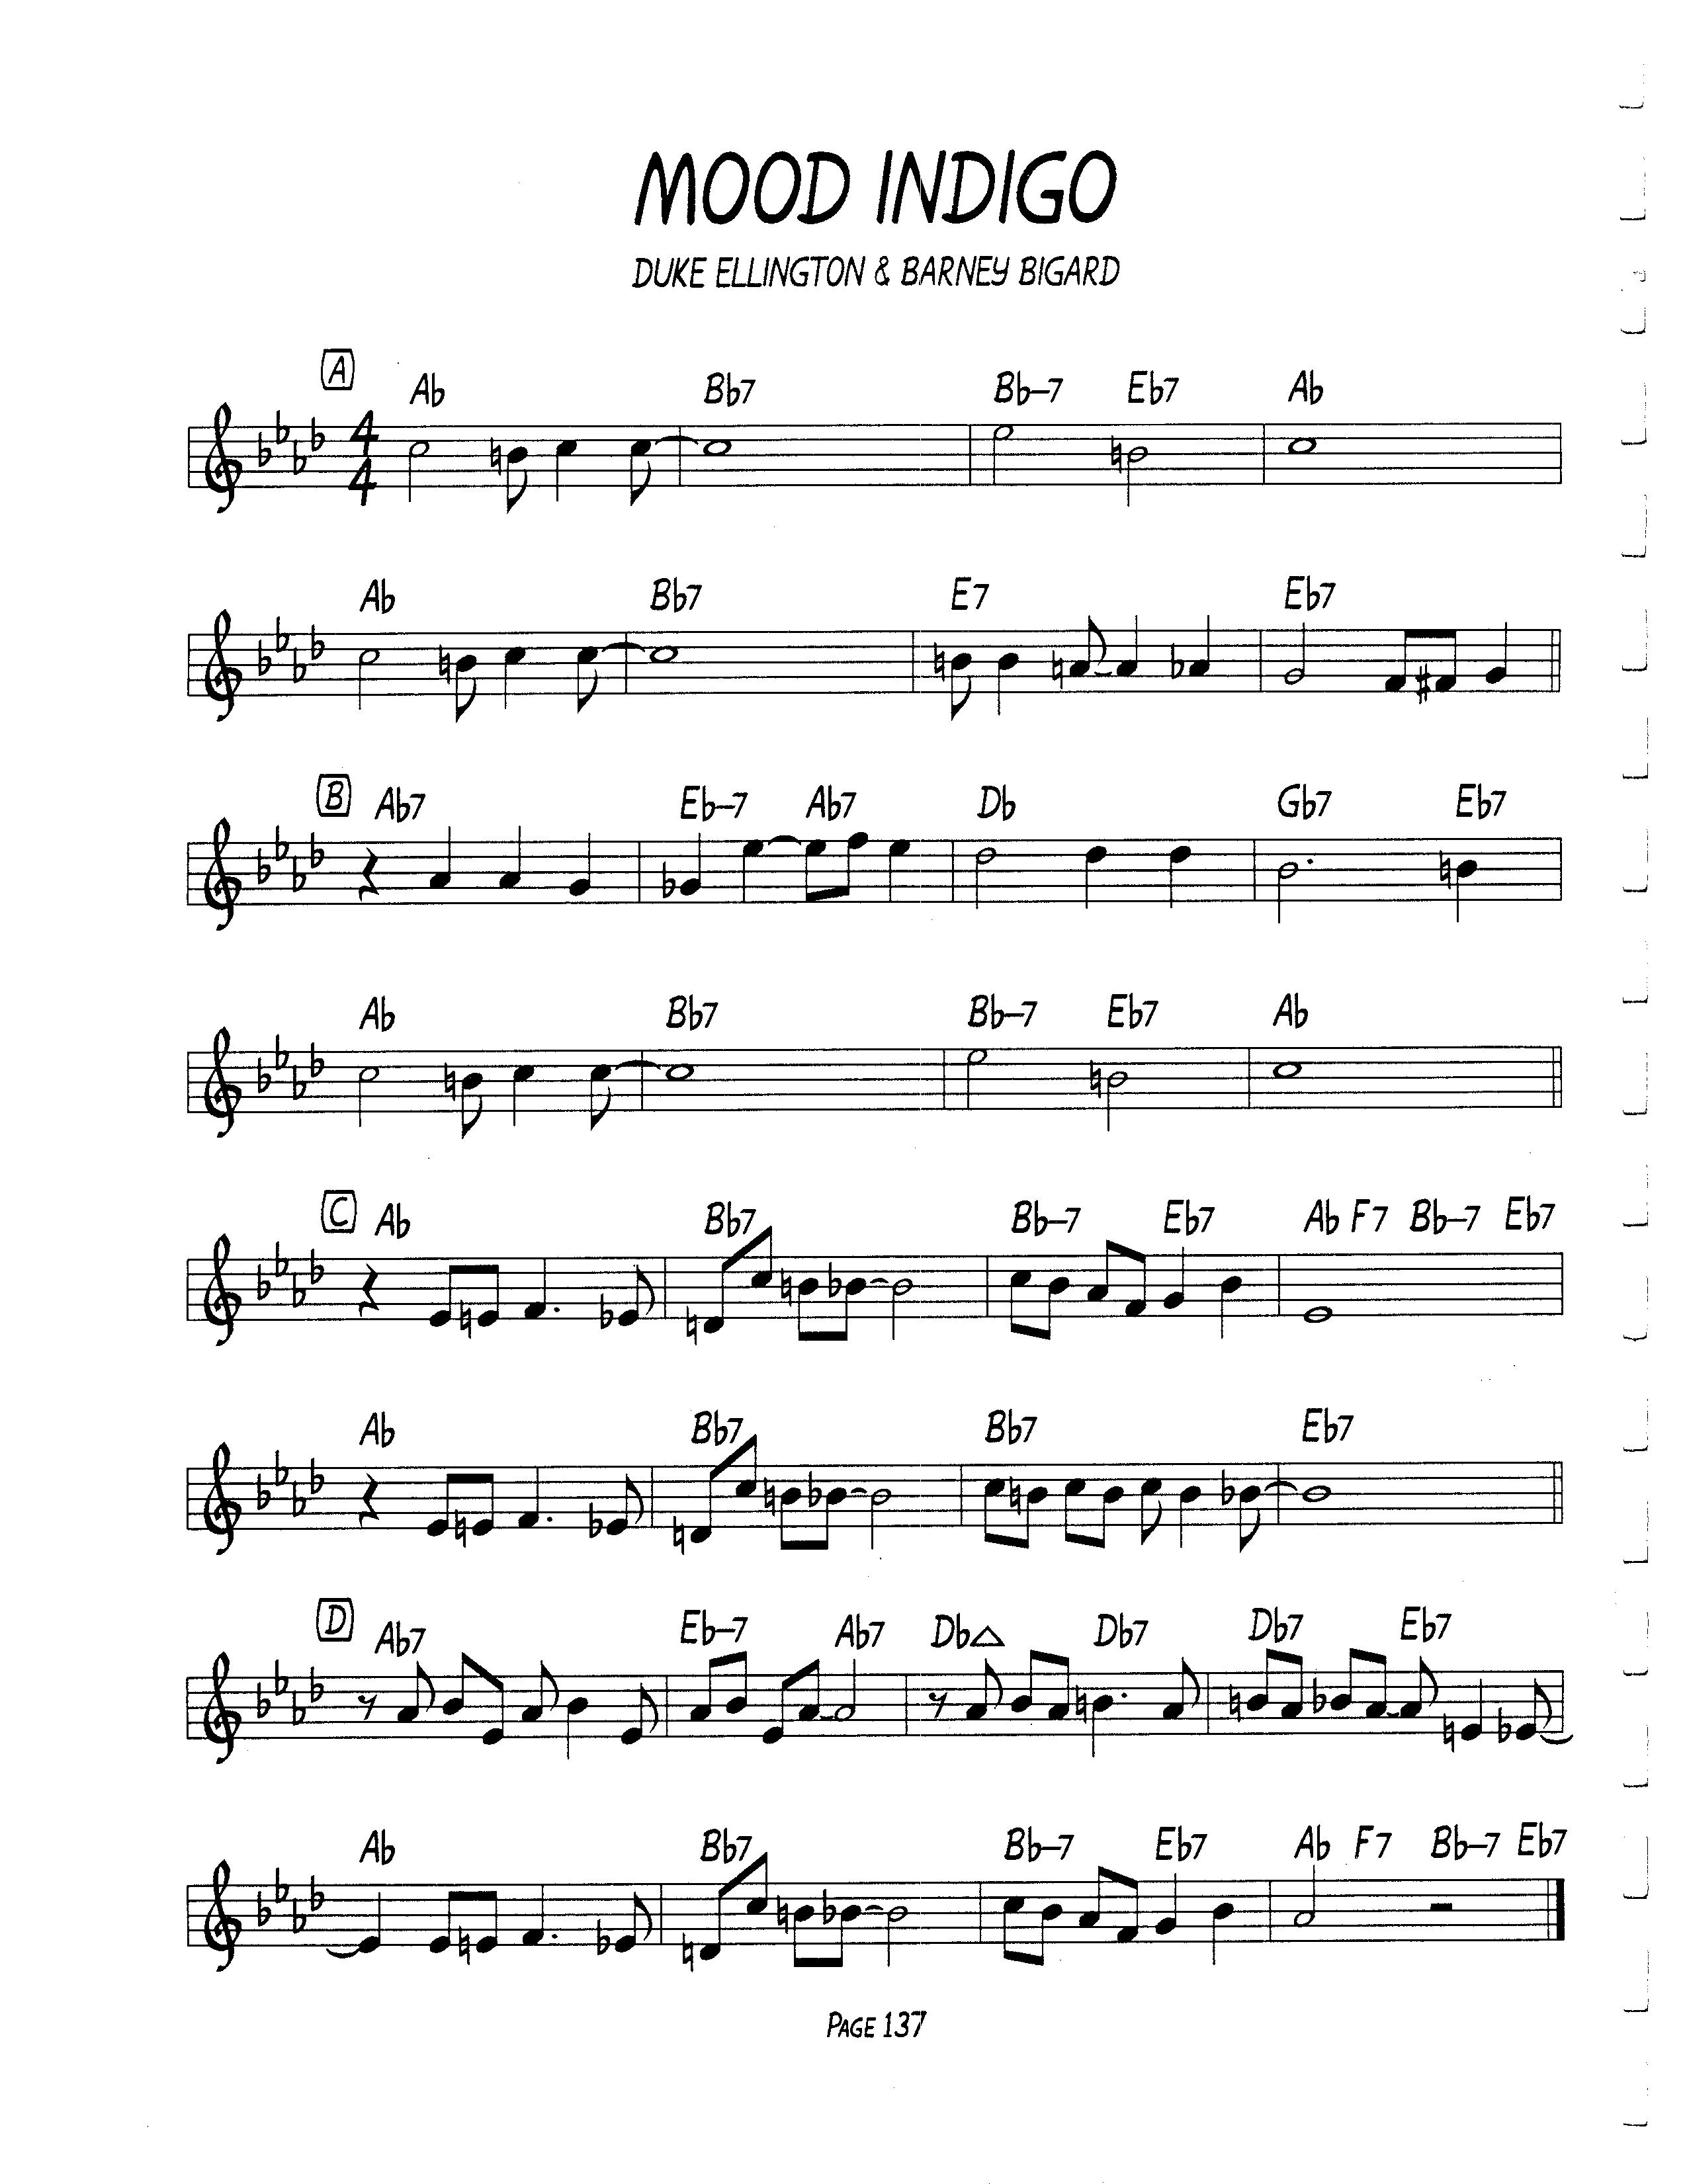 MOOD INDIGO
DUKE ELLINGTON & BARNEY BIGARD
A
Ab Bb7 Bb–7 Eb7 Ab
4
4
Ab Bb7 E7 Eb7
B
Ab7 Eb–7 Ab7 Db Gb7 Eb7
Ab Bb7 Bb–7 Eb7 Ab
C
Ab Bb7 Bb–7 Eb7 Ab F7 Bb–7 Eb7
Ab Bb7 Bb7 Eb7
D
Ab7 Eb–7 Ab7 Db△ Db7 Db7 Eb7
Ab Bb7 Bb–7 Eb7 Ab F7 Bb–7 Eb7
PAGE 137